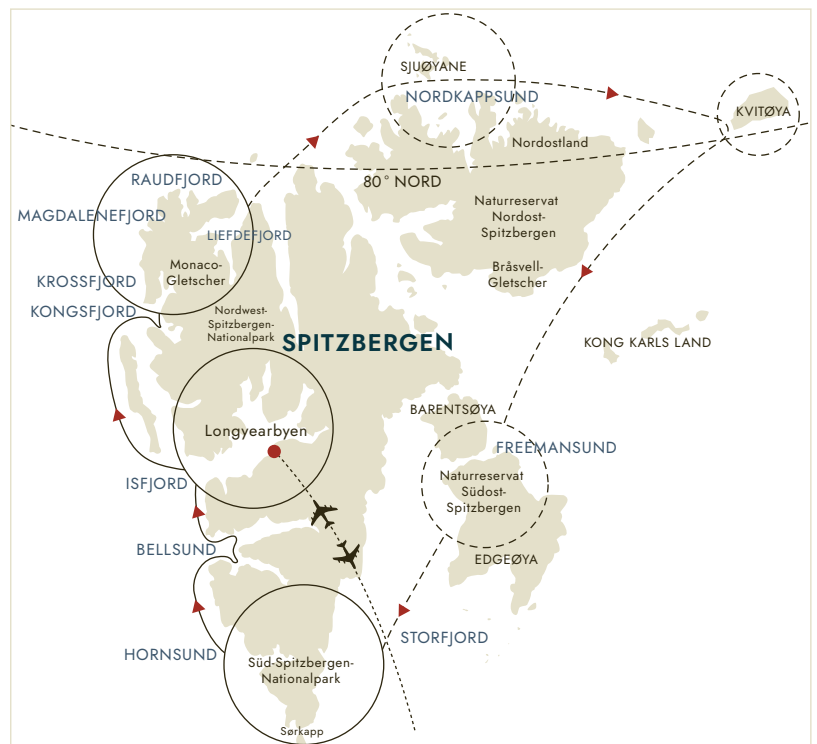 SJUØYANE
NORDKAPPSUND
KVITØYA
Nordostland
80° NORD
RAUDFJORD
MAGDALENEFJORD
LIEFDEFJORD
Naturreservat
Nordost-
Spitzbergen
Monaco-
Gletscher
Bråsvell-
Gletscher
KROSSFJORD
KONGSFJORD
Nordwest-
Spitzbergen-
Nationalpark
SPITZBERGEN
KONG KARLS LAND
BARENTSØYA
Longyearbyen
FREEMANSUND
ISFJORD
Naturreservat
Südost-
Spitzbergen
BELLSUND
EDGEØYA
STORFJORD
HORNSUND
Süd-Spitzbergen-
Nationalpark
Sørkapp